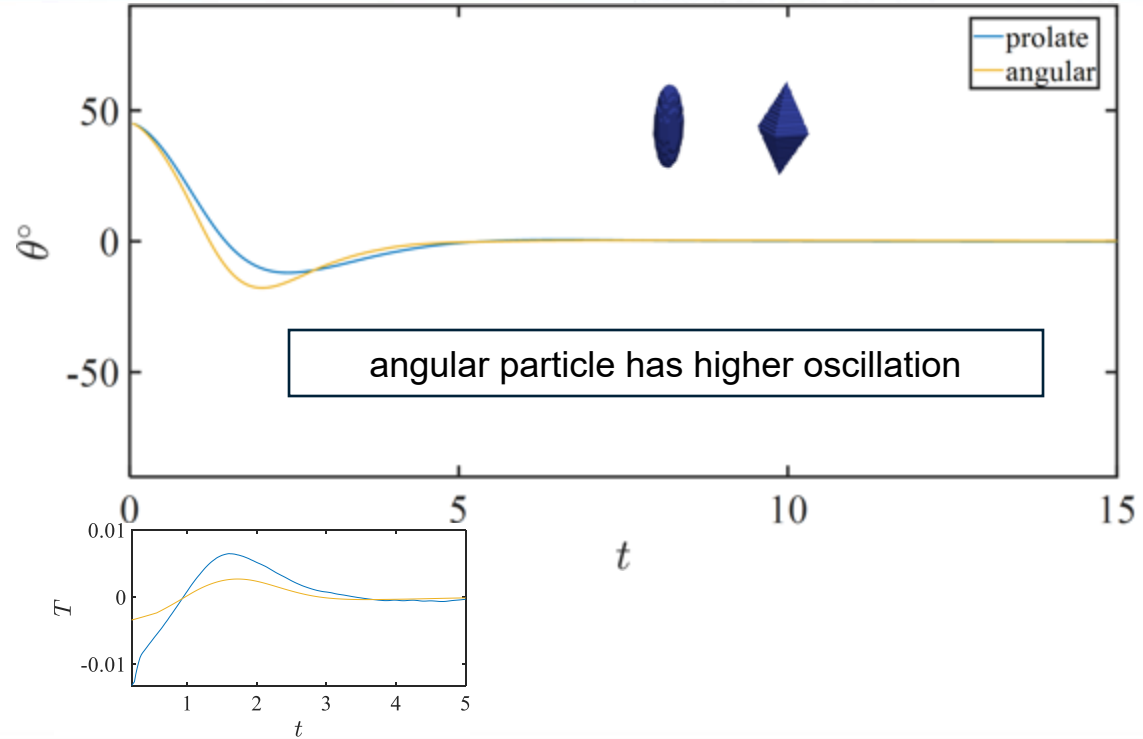 prolate
angular
50
0
-50
θ°
angular particle has higher oscillation
0 5 10 15
t
0.01
0
-0.01
T
1 2 3 4 5
t